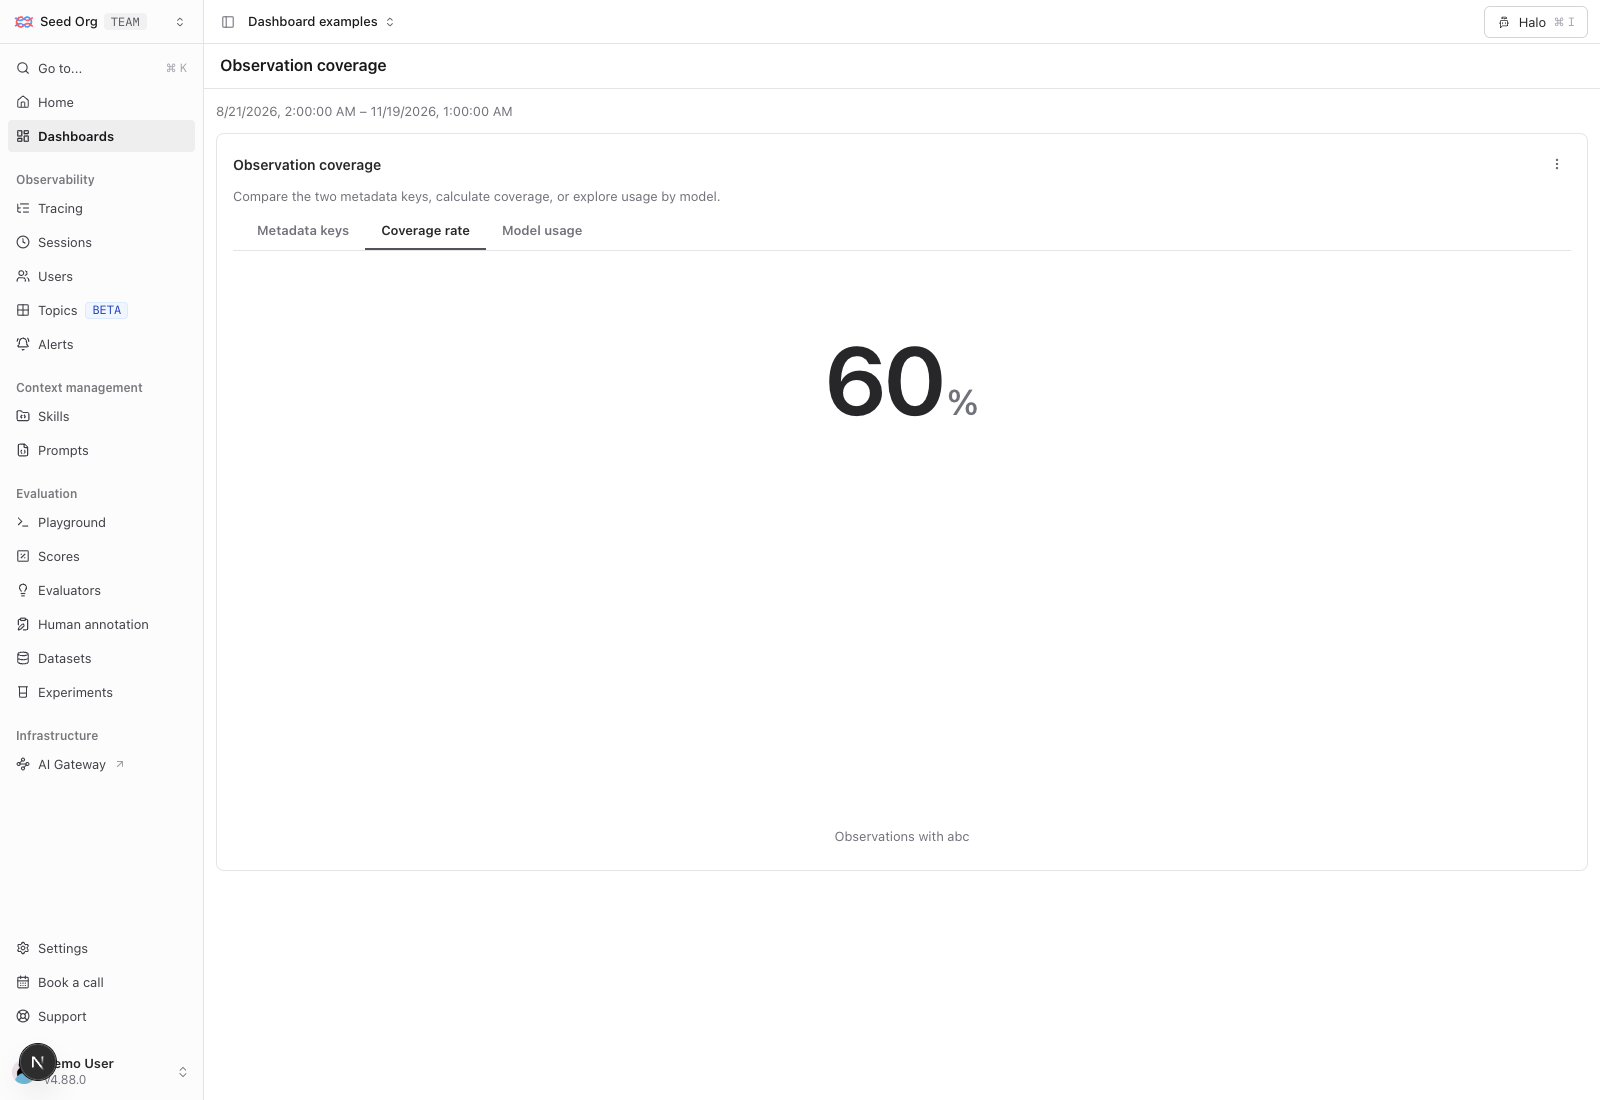 Seed Org TEAM
Dashboard examples
Halo ⌘ I
Go to... ⌘ K
Home
Dashboards
Observability
Tracing
Sessions
Users
Topics BETA
Alerts
Context management
Skills
Prompts
Evaluation
Playground
Scores
Evaluators
Human annotation
Datasets
Experiments
Infrastructure
AI Gateway
Settings
Book a call
Support
N
emo User
v4.88.0
Observation coverage
8/21/2026, 2:00:00 AM – 11/19/2026, 1:00:00 AM
Observation coverage
Compare the two metadata keys, calculate coverage, or explore usage by model.
Metadata keys Coverage rate Model usage
60%
Observations with abc